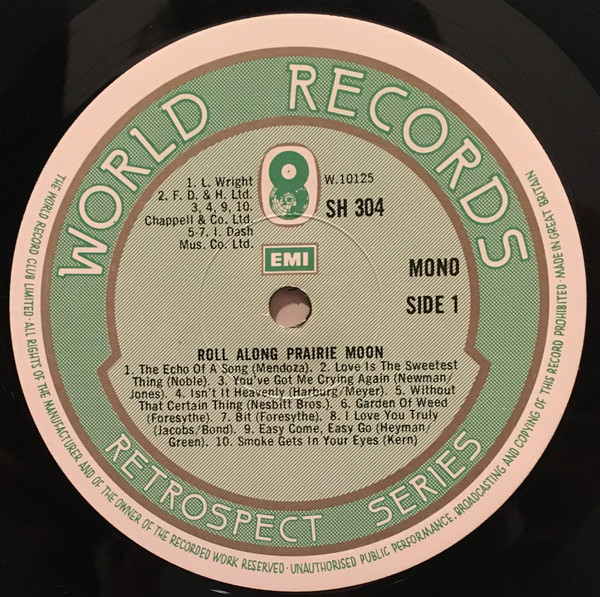 WORLD RECORDS
1. L. Wright
2. F. D. & H. Ltd.
3, 4, 9, 10.
Chappell & Co. Ltd
5-7. I. Dash
Mus. Co. Ltd.
W.10125
SH 304
EMI
MONO
SIDE 1
ROLL ALONG PRAIRIE MOON
1. The Echo Of A Song (Mendoza). 2. Love Is The Sweetest
Thing (Noble). 3. You've Got Me Crying Again (Newman/
Jones). 4. Isn't It Heavenly (Harburg/Meyer). 5. Without
That Certain Thing (Nesbitt Bros.). 6. Garden Of Weed
(Foresythe). 7. Bit (Foresythe). 8. I Love You Truly
(Jacobs/Bond). 9. Easy Come, Easy Go (Heyman/
Green). 10. Smoke Gets In Your Eyes (Kern)
RETROSPECT SERIES
THE WORLD RECORD CLUB LIMITED · ALL RIGHTS OF THE MANUFACTURER AND OF THE OWNER OF THE RECORDED WORK RESERVED · UNAUTHORISED PUBLIC PERFORMANCE, BROADCASTING AND COPYING OF THIS RECORD PROHIBITED · MADE IN GREAT BRITAIN